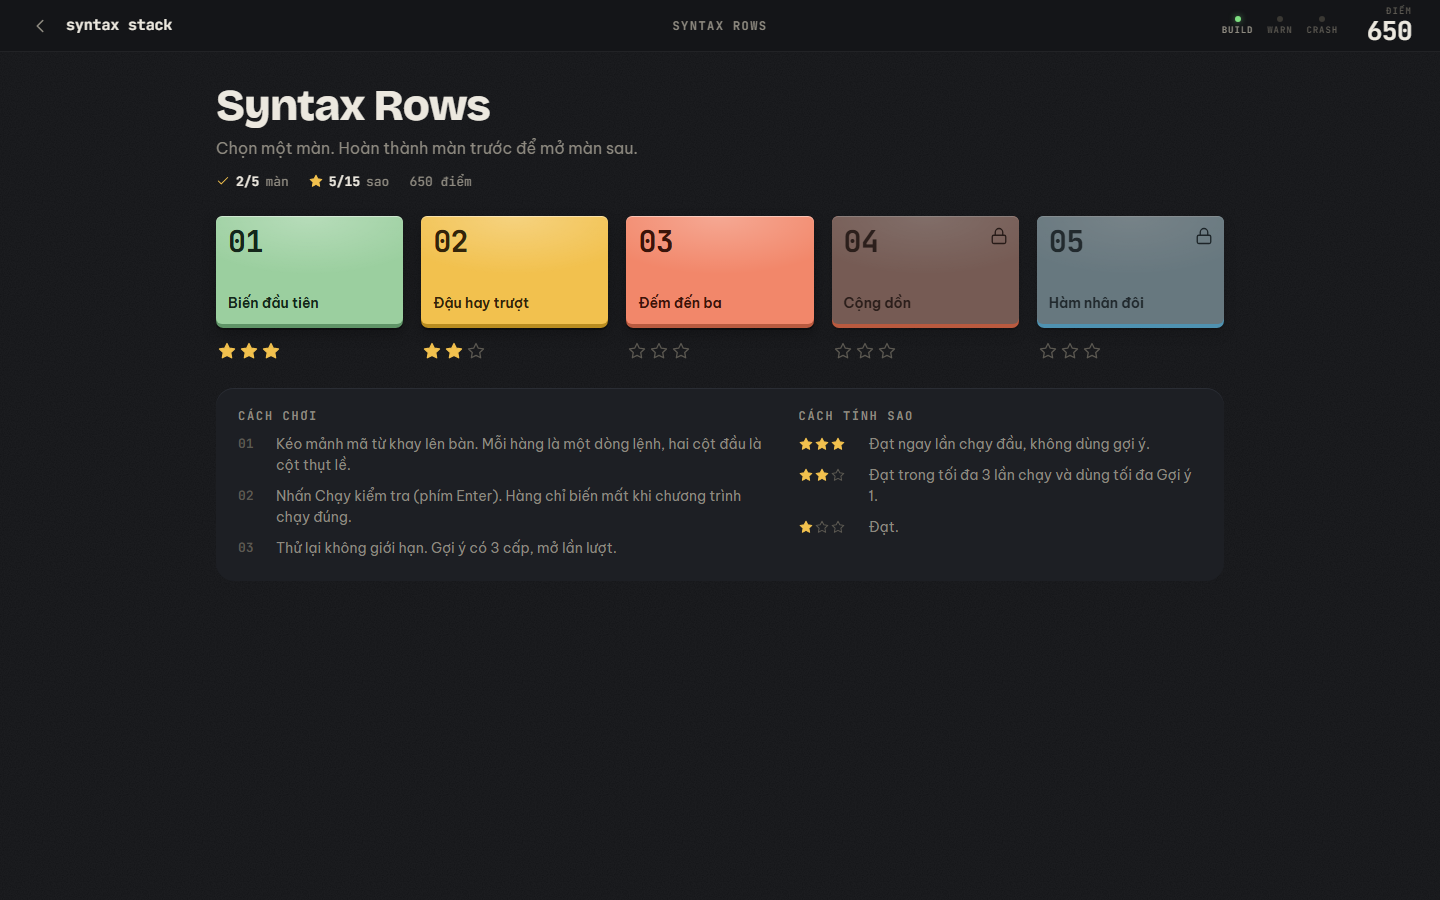 syntax stack
SYNTAX ROWS
BUILD
WARN
CRASH
ĐIỂM
650
Syntax Rows
Chọn một màn. Hoàn thành màn trước để mở màn sau.
2/5 màn
5/15 sao
650 điểm
01
Biến đầu tiên
02
Đậu hay trượt
03
Đếm đến ba
04
Cộng dồn
05
Hàm nhân đôi
CÁCH CHƠI
01 Kéo mảnh mã từ khay lên bàn. Mỗi hàng là một dòng lệnh, hai cột đầu là
cột thụt lề.
02 Nhấn Chạy kiểm tra (phím Enter). Hàng chỉ biến mất khi chương trình
chạy đúng.
03 Thử lại không giới hạn. Gợi ý có 3 cấp, mở lần lượt.
CÁCH TÍNH SAO
Đạt ngay lần chạy đầu, không dùng gợi ý.
Đạt trong tối đa 3 lần chạy và dùng tối đa Gợi ý
1.
Đạt.